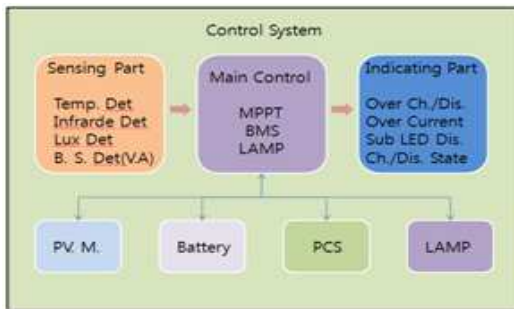 Control System
Sensing Part
Temp. Det
Infrarde Det
Lux Det
B. S. Det(V.A)
Main Control
MPPT
BMS
LAMP
Indicating Part
Over Ch./Dis.
Over Current
Sub LED Dis.
Ch./Dis. State
PV. M.
Battery
PCS
LAMP